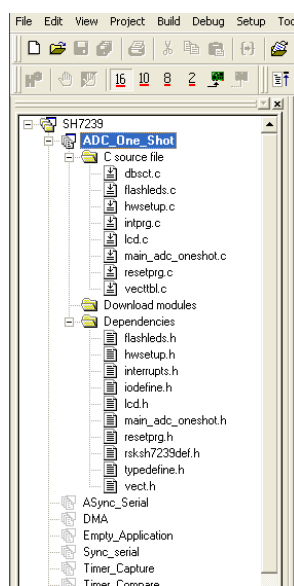 File Edit View Project Build Debug Setup
16 10 8 2
SH7239
ADC_One_Shot
C source file
dbsct.c
flashleds.c
hwsetup.c
intprg.c
lcd.c
main_adc_oneshot.c
resetprg.c
vecttbl.c
Download modules
Dependencies
flashleds.h
hwsetup.h
interrupts.h
iodefine.h
lcd.h
main_adc_oneshot.h
resetprg.h
rsksh7239def.h
typedefine.h
vect.h
ASync_Serial
DMA
Empty_Application
Sync_serial
Timer_Capture
Timer_Compare